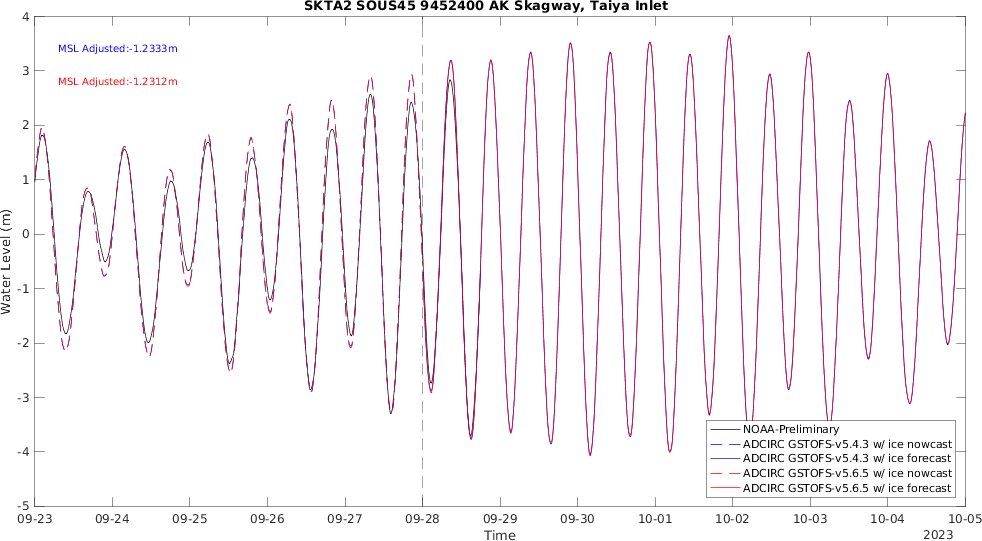 SKTA2 SOUS45 9452400 AK Skagway, Taiya Inlet
4
MSL Adjusted:-1.2333m
3
MSL Adjusted:-1.2312m
2
1
0
Water Level (m)
-1
-2
-3
-4
-5
NOAA-Preliminary
ADCIRC GSTOFS-v5.4.3 w/ ice nowcast
ADCIRC GSTOFS-v5.4.3 w/ ice forecast
ADCIRC GSTOFS-v5.6.5 w/ ice nowcast
ADCIRC GSTOFS-v5.6.5 w/ ice forecast
09-23 09-24 09-25 09-26 09-27 09-28 09-29 09-30 10-01 10-02 10-03 10-04 10-05
Time
2023